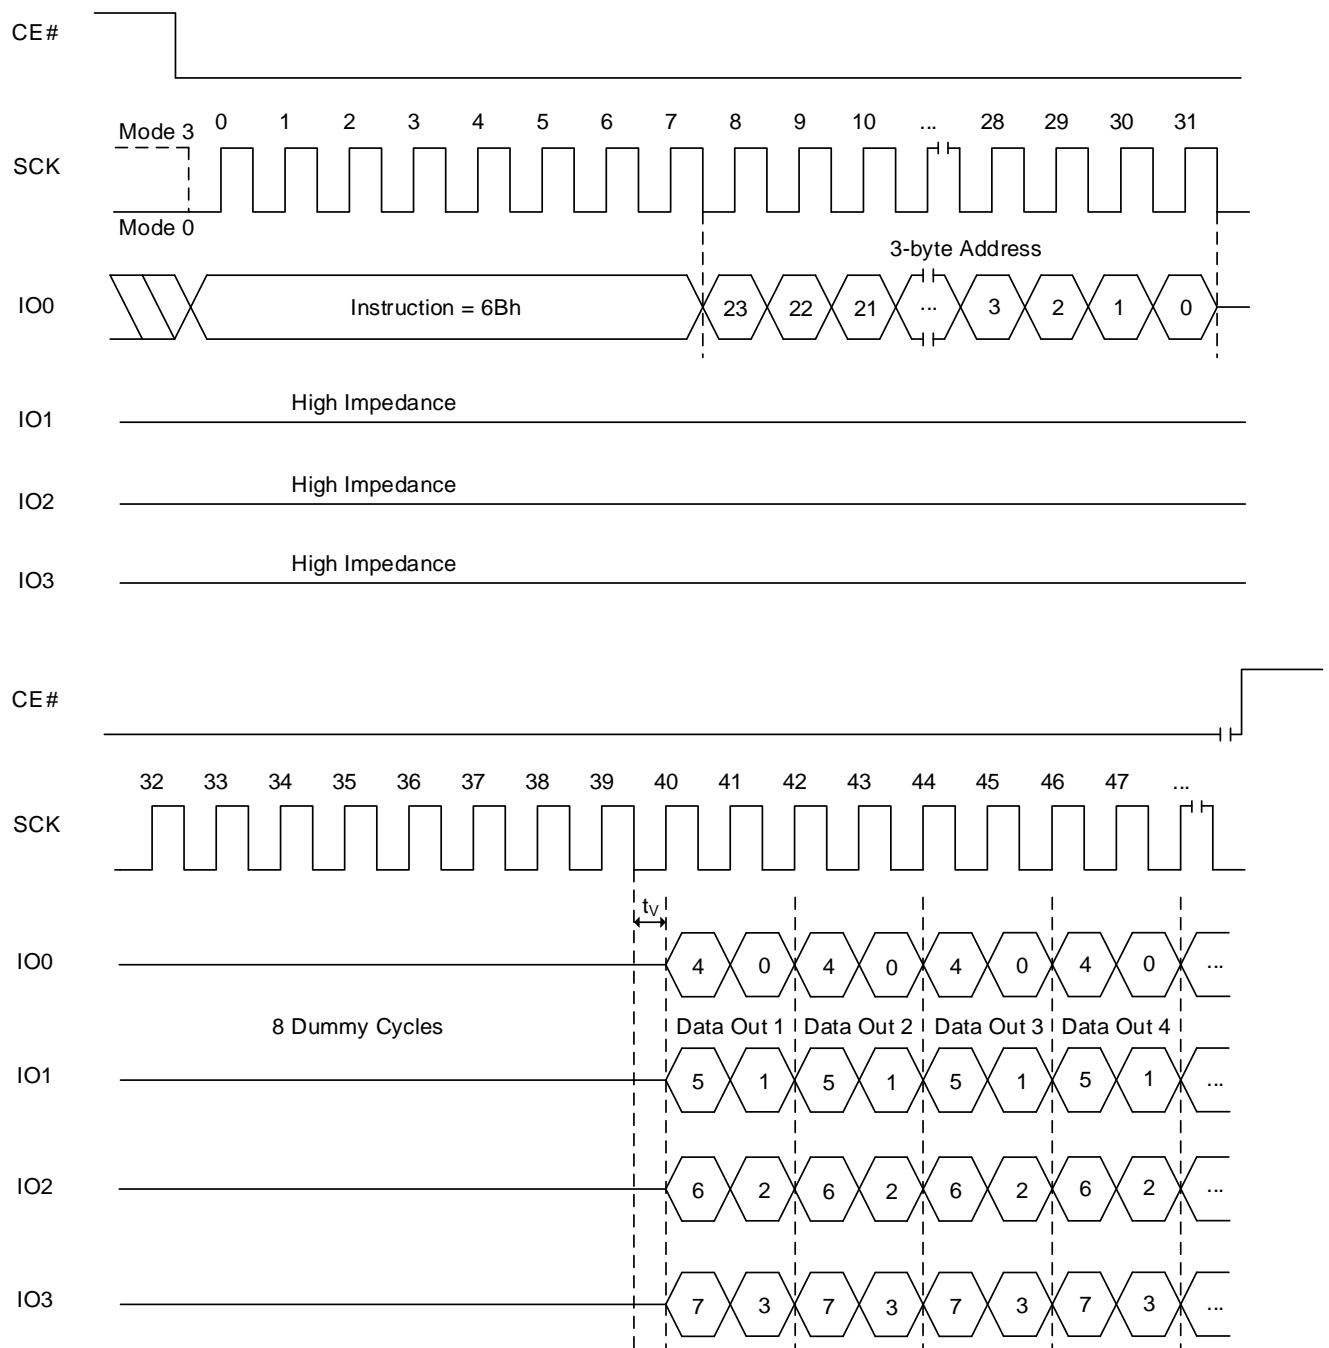 CE#
Mode 3 0 1 2 3 4 5 6 7 8 9 10 ... 28 29 30 31
SCK
Mode 0
3-byte Address
IO0 Instruction = 6Bh 23 22 21 ... 3 2 1 0
High Impedance
IO1
High Impedance
IO2
High Impedance
IO3
CE#
32 33 34 35 36 37 38 39 40 41 42 43 44 45 46 47 ...
SCK
tV
IO0 4 0 4 0 4 0 4 0 ...
8 Dummy Cycles Data Out 1 Data Out 2 Data Out 3 Data Out 4
IO1 5 1 5 1 5 1 5 1 ...
IO2 6 2 6 2 6 2 6 2 ...
IO3 7 3 7 3 7 3 7 3 ...